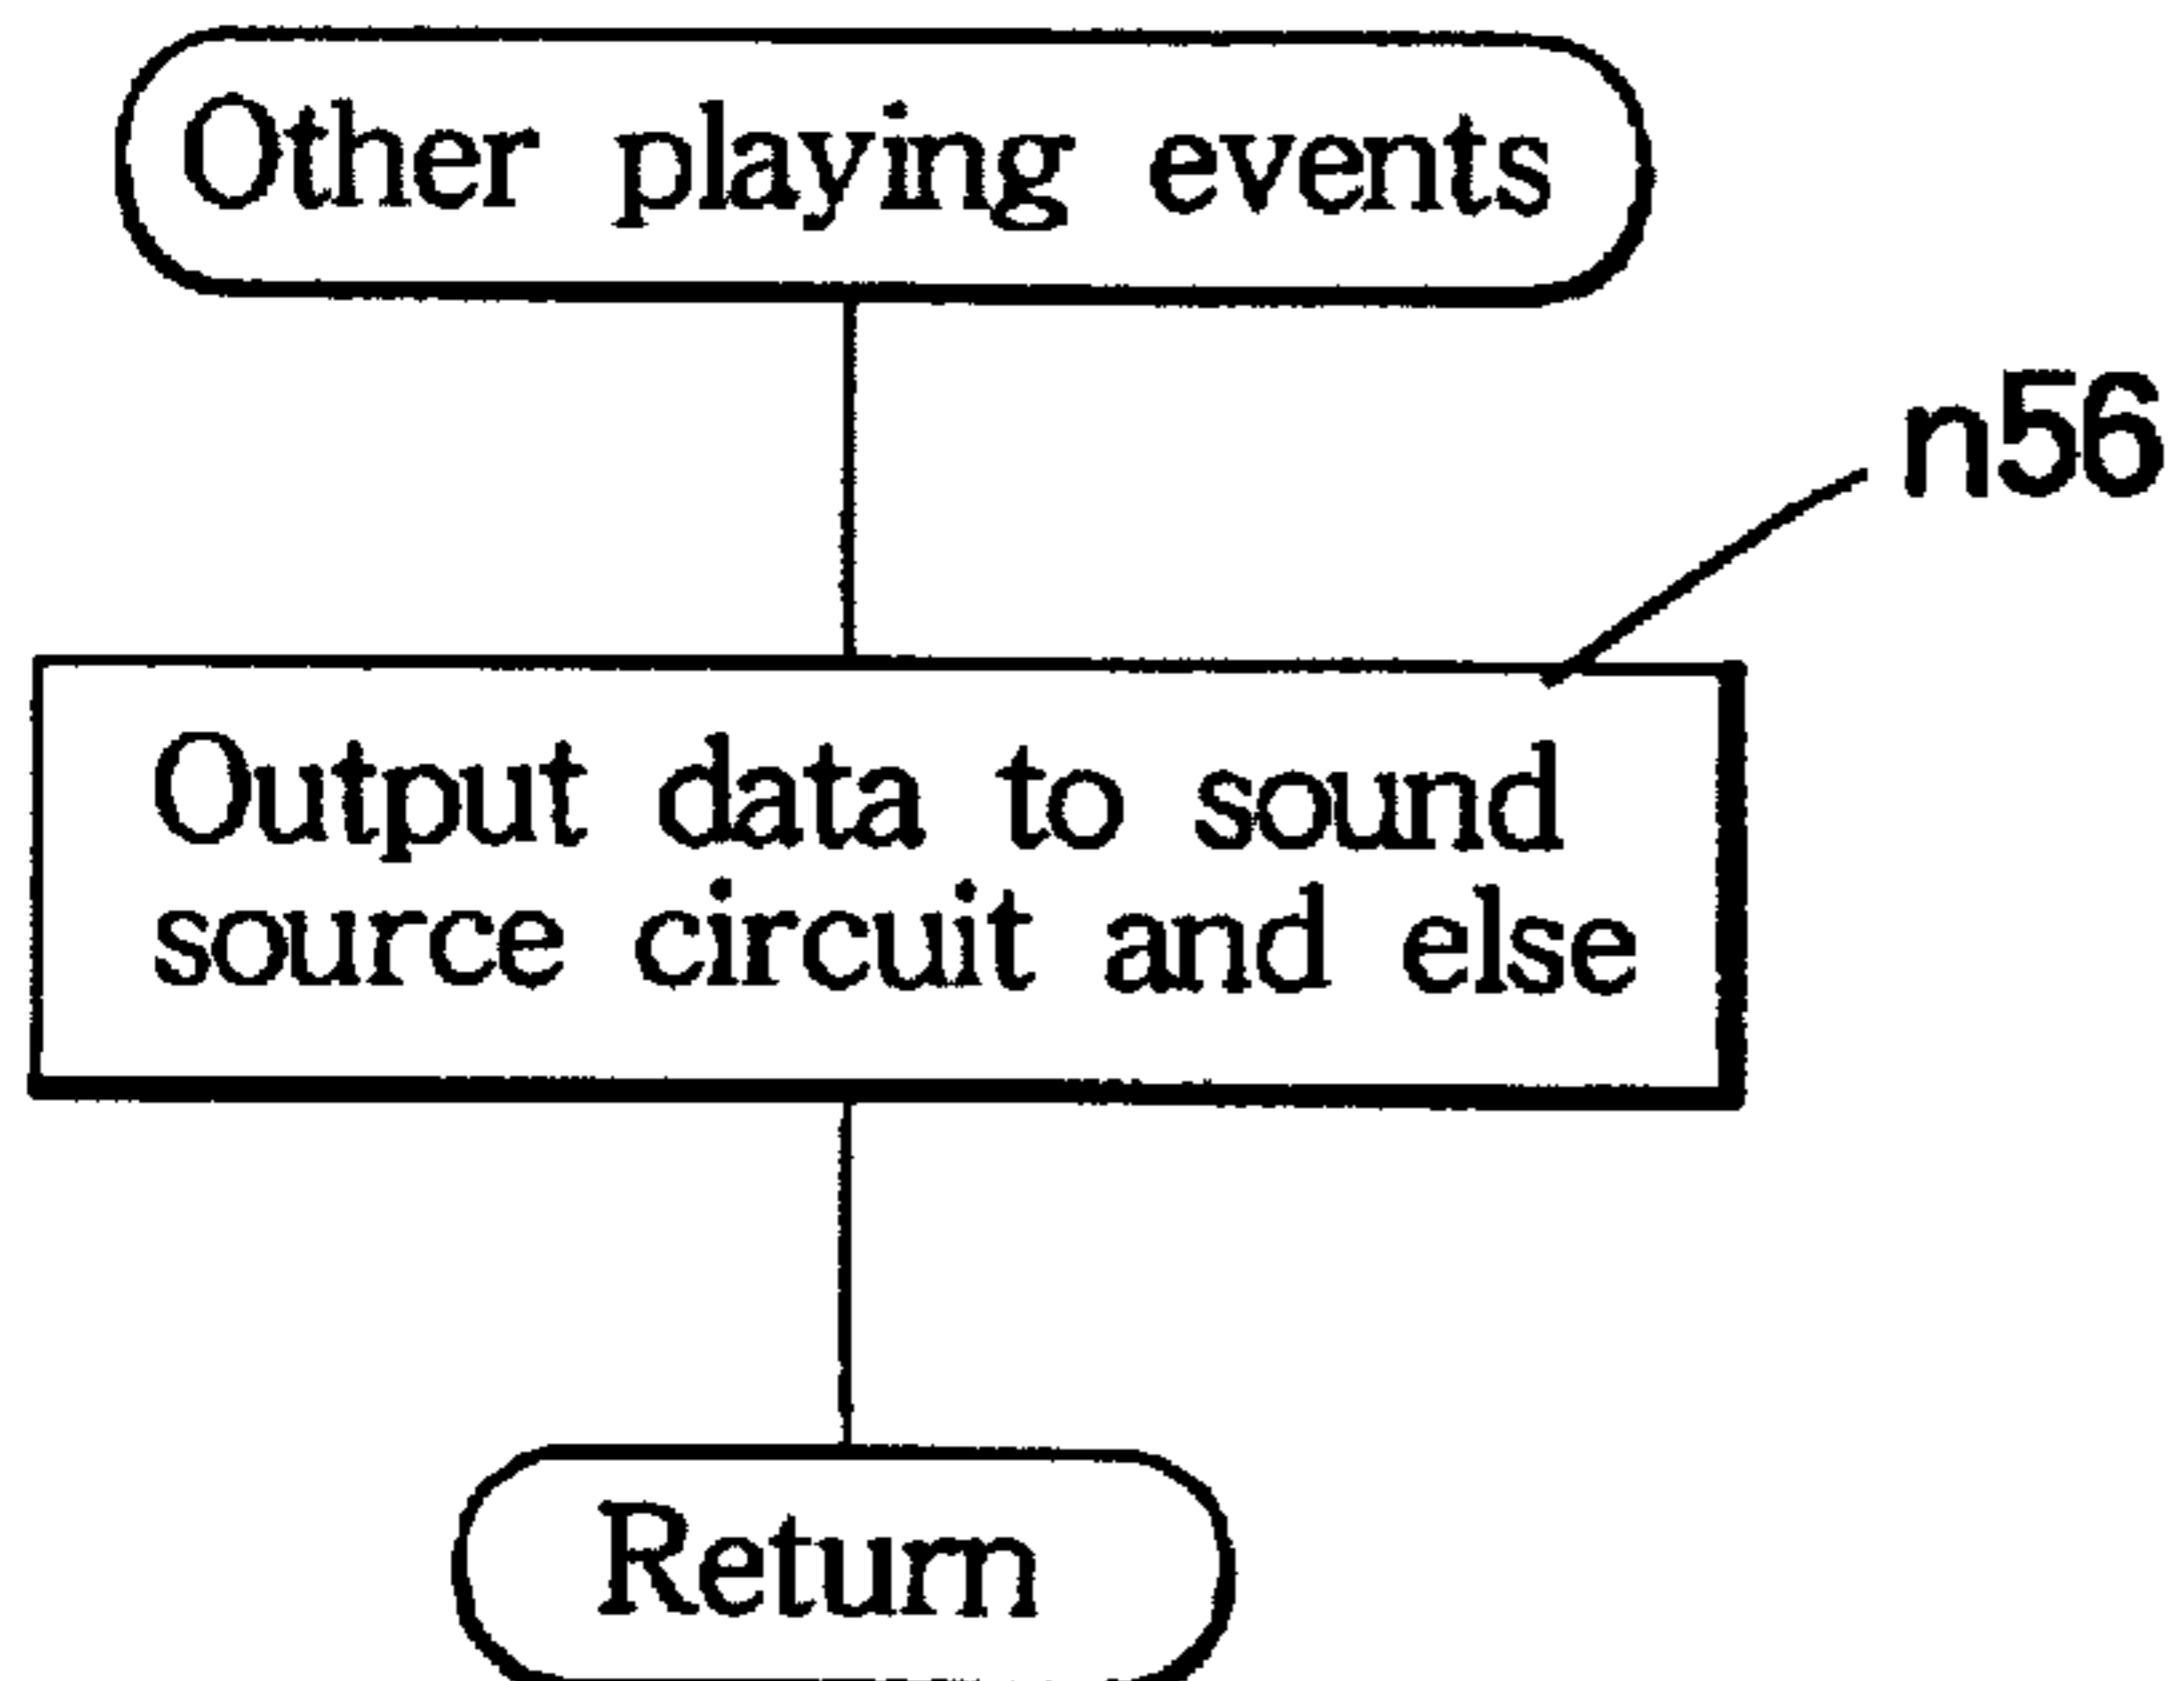 Other playing events
n56
Output data to sound
source circuit and else
Return